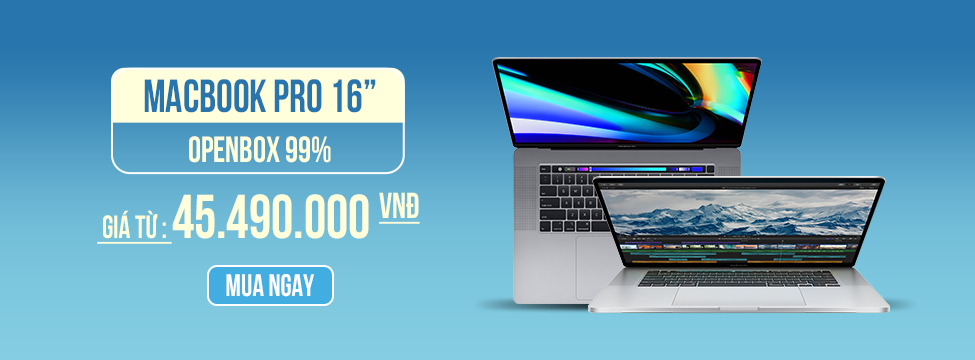 MACBOOK PRO 16”
OPENBOX 99%
GIÁ TỪ : 45.490.000 VNĐ
MUA NGAY